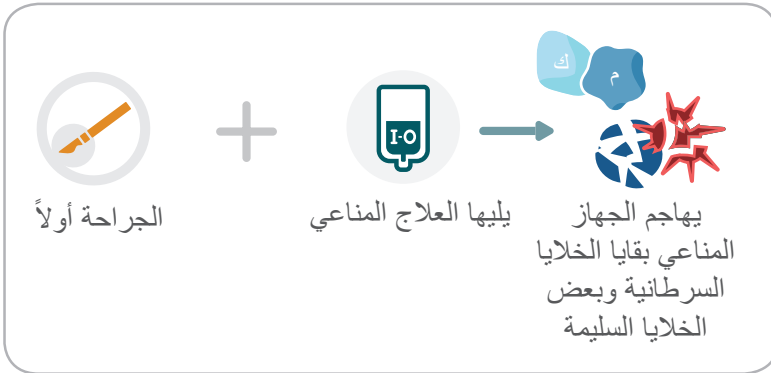 ك
م
I-O
الجراحة أولاً
يليها العلاج المناعي
يهاجم الجهاز
المناعي بقايا الخلايا
السرطانية وبعض
الخلايا السليمة